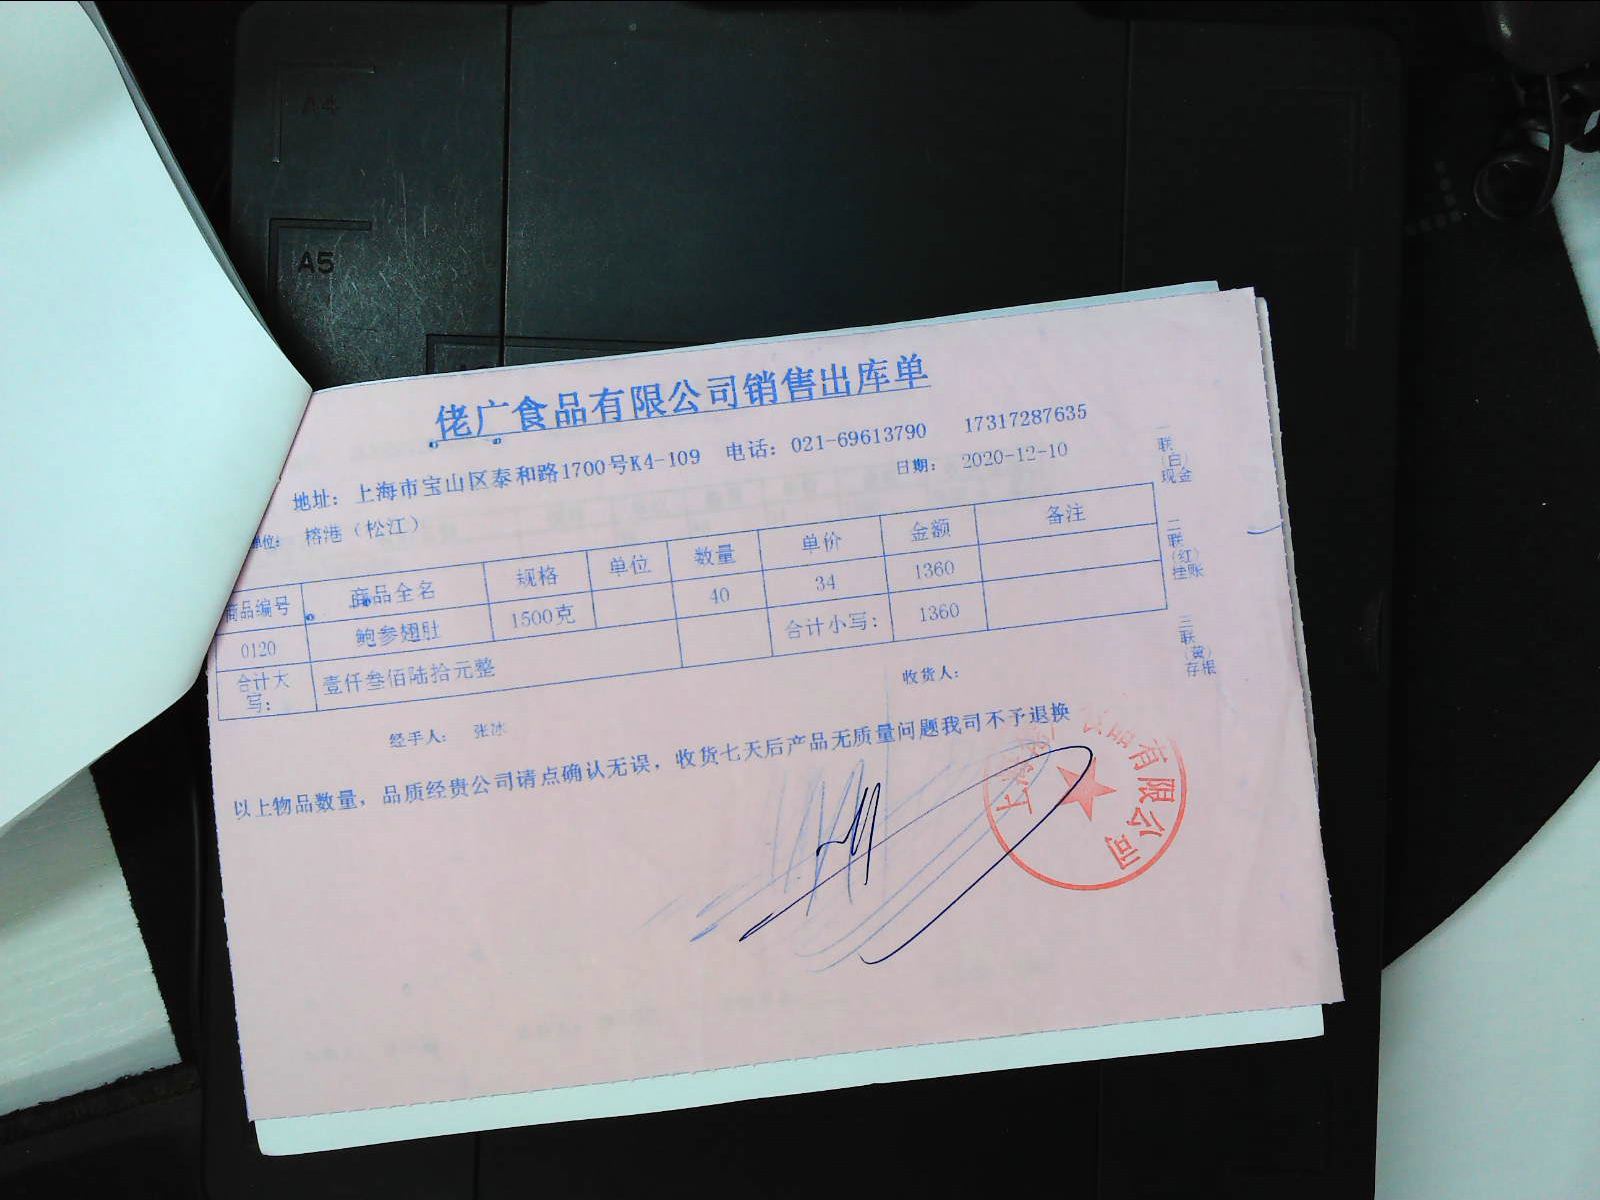 A4
A5
佬广食品有限公司销售出库单
地址：上海市宝山区泰和路1700号K4-109 电话：021-69613790 17317287635
单位： 榕港（松江） 日期： 2020-12-10
商品编号 商品全名 规格 单位 数量 单价 金额 备注
0120 鲍参翅肚 1500克 40 34 1360
合计大写： 壹仟叁佰陆拾元整 合计小写： 1360
经手人： 张冰 收货人：
以上物品数量，品质经贵公司请点确认无误，收货七天后产品无质量问题我司不予退换
一联（白）现金
二联（红）挂账
三联（黄）存根
品有限公司